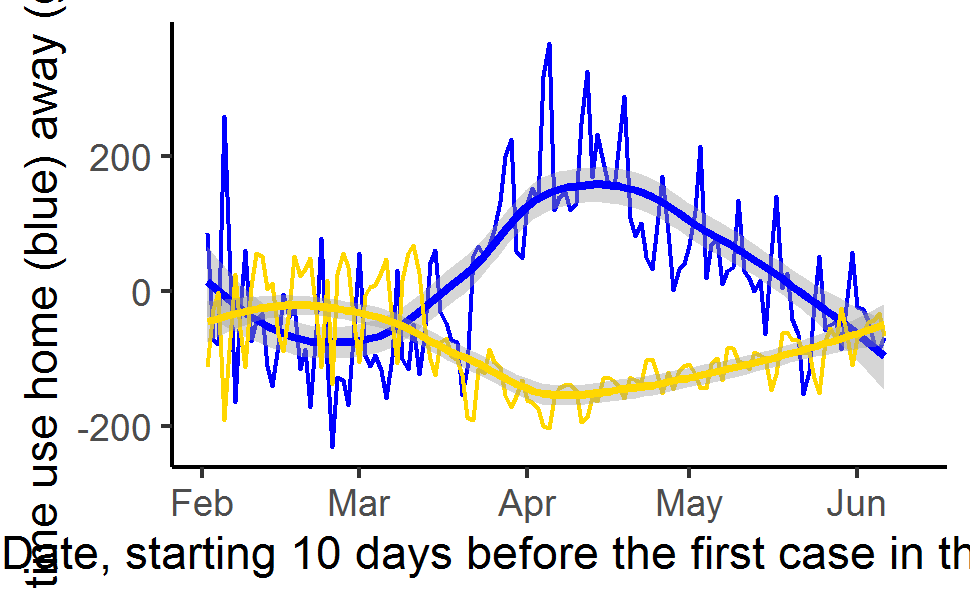 time use home (blue) away (
200
0
-200
Feb Mar Apr May Jun
Date, starting 10 days before the first case in th